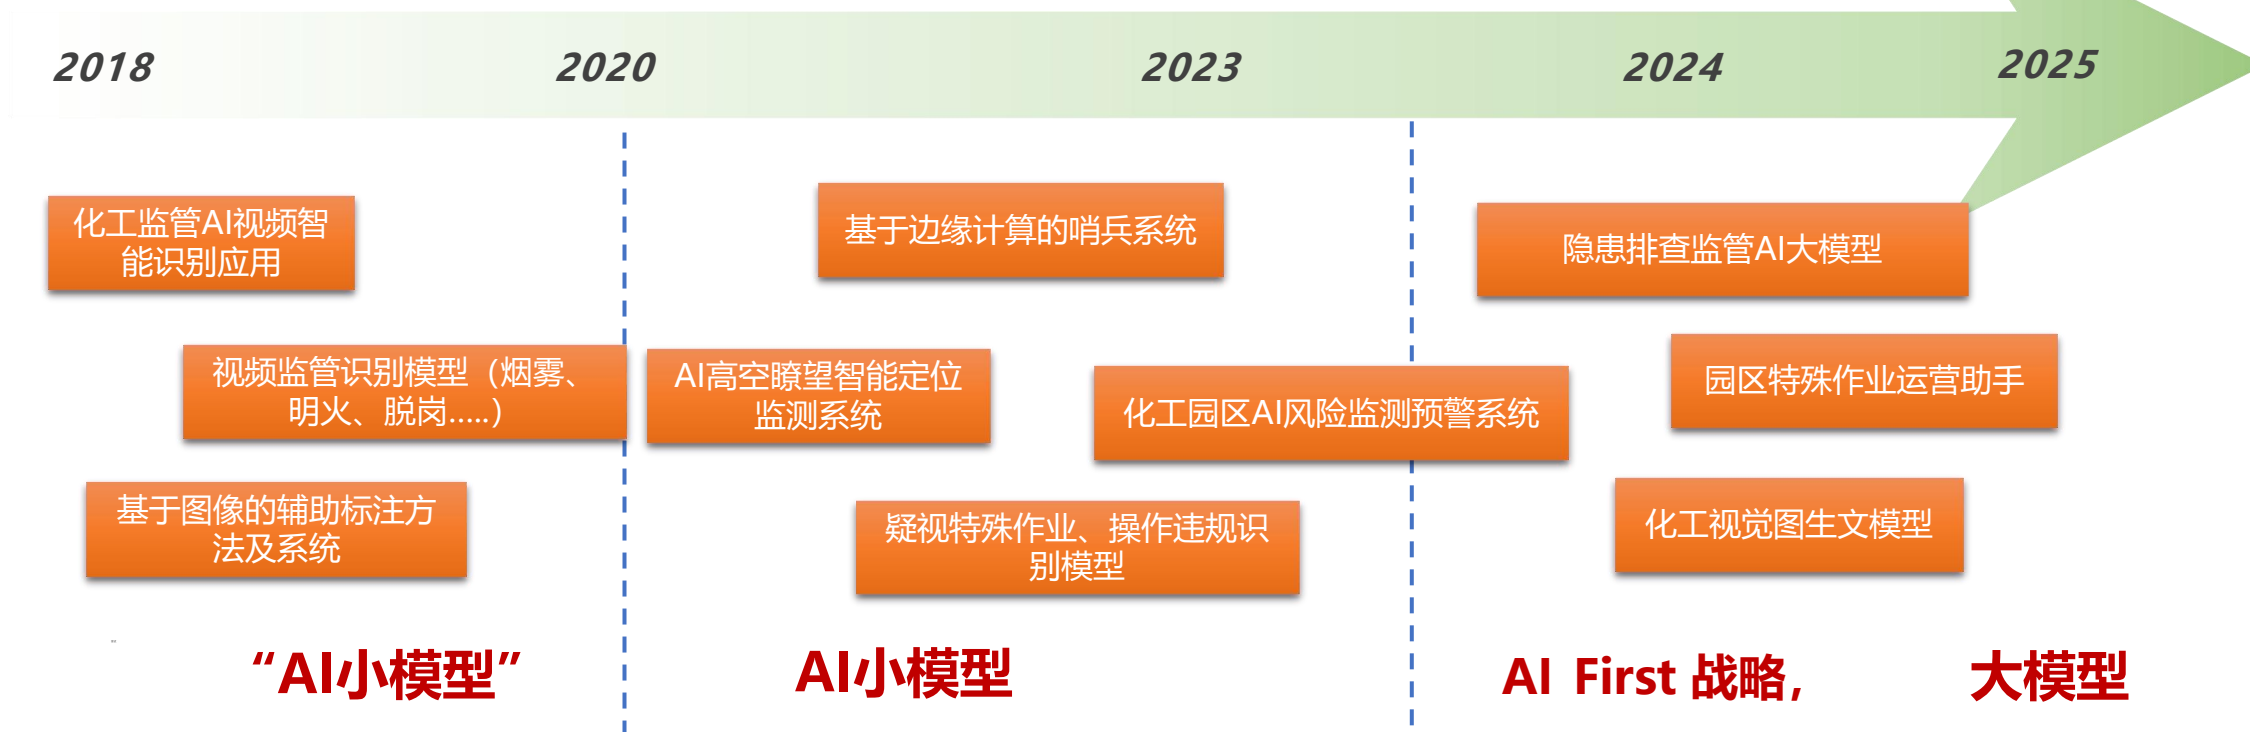 2018
2020
2023
2024
2025
化工监管AI视频智
能识别应用
视频监管识别模型（烟雾、
明火、脱岗.....）
基于图像的辅助标注方
法及系统
“AI小模型”
基于边缘计算的哨兵系统
AI高空瞭望智能定位
监测系统
化工园区AI风险监测预警系统
疑视特殊作业、操作违规识
别模型
AI小模型
隐患排查监管AI大模型
园区特殊作业运营助手
化工视觉图生文模型
AI First 战略，
大模型